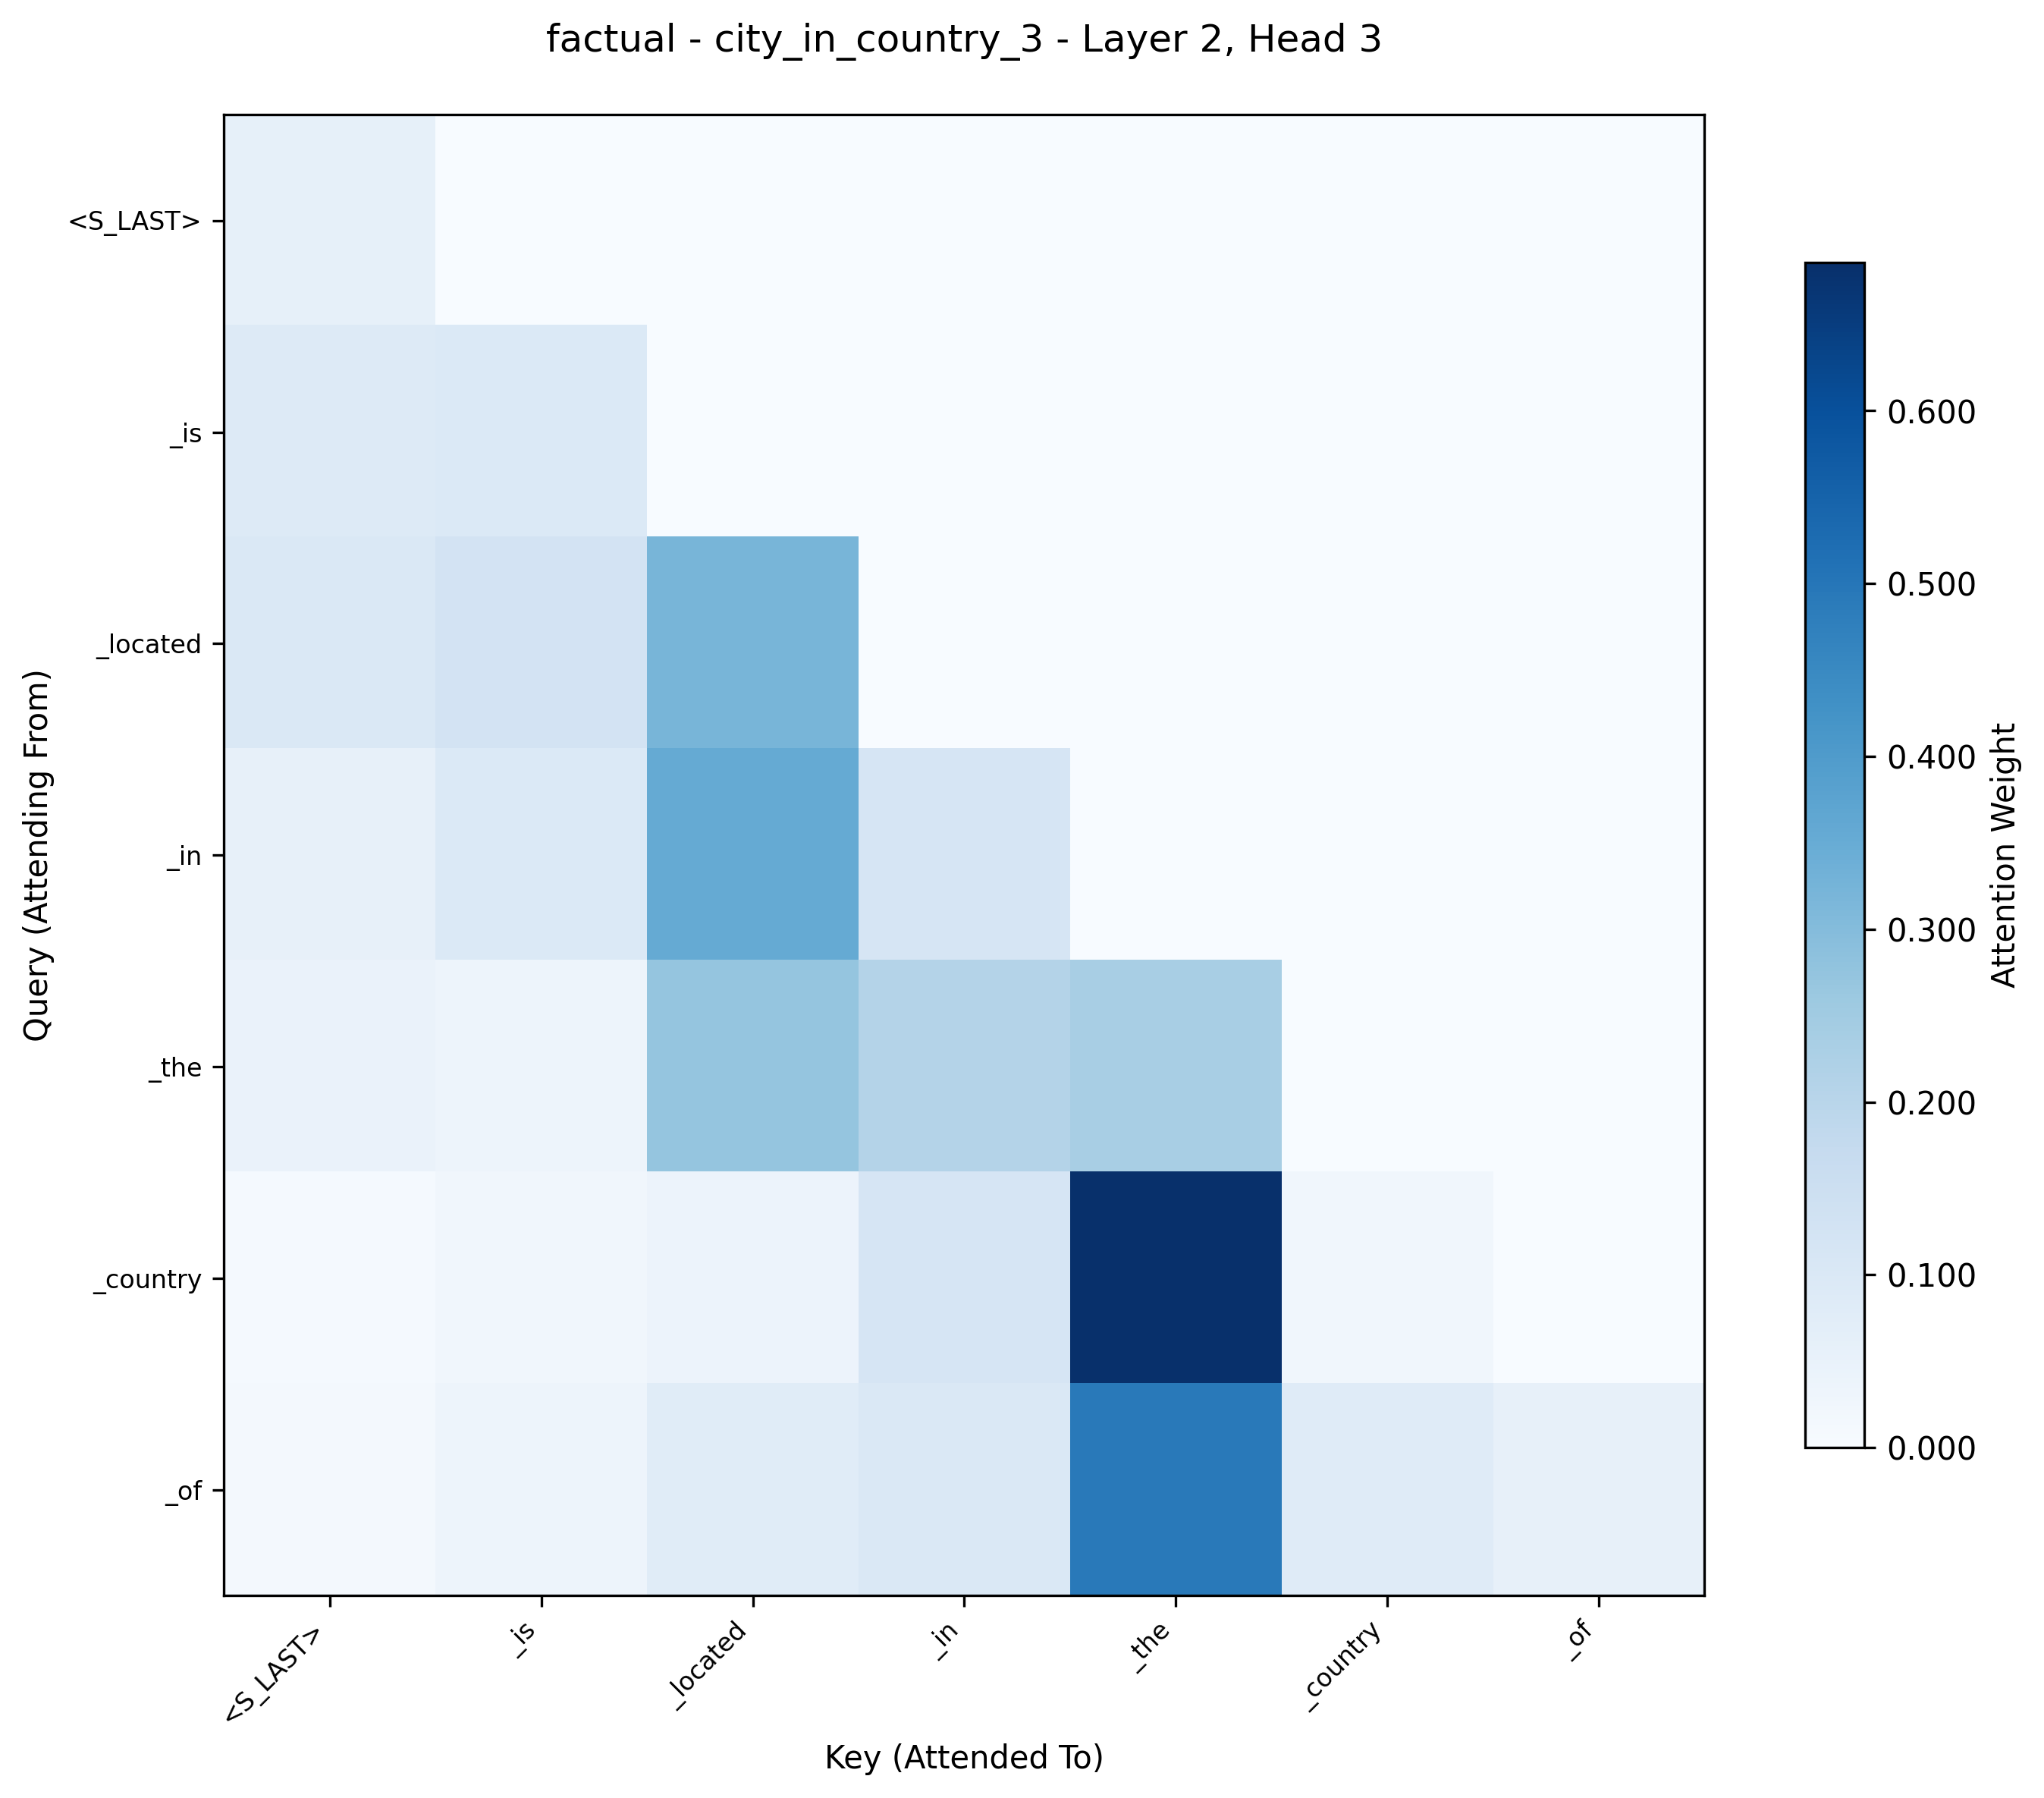 factual - city_in_country_3 - Layer 2, Head 3
Query (Attending From)
<S_LAST>
_is
_located
_in
_the
_country
_of
<S_LAST>
_is
_located
_in
_the
_country
_of
Key (Attended To)
0.600
0.500
0.400
0.300
0.200
0.100
0.000
Attention Weight